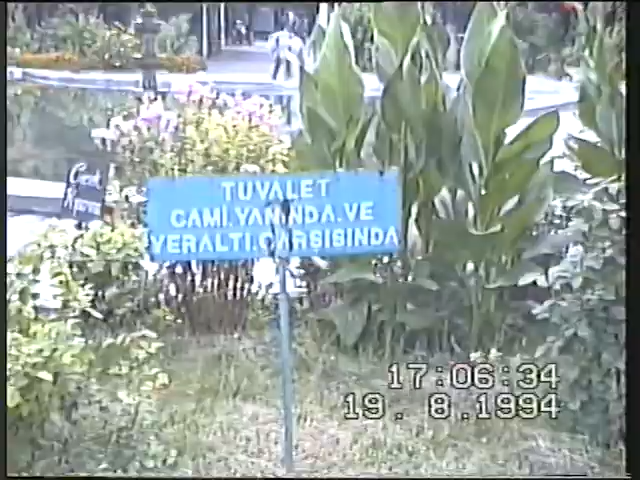 TUVALET
CAMİ.YANINDA.VE
YERALTI.ÇARŞISINDA
17:06:34
19. 8.1994